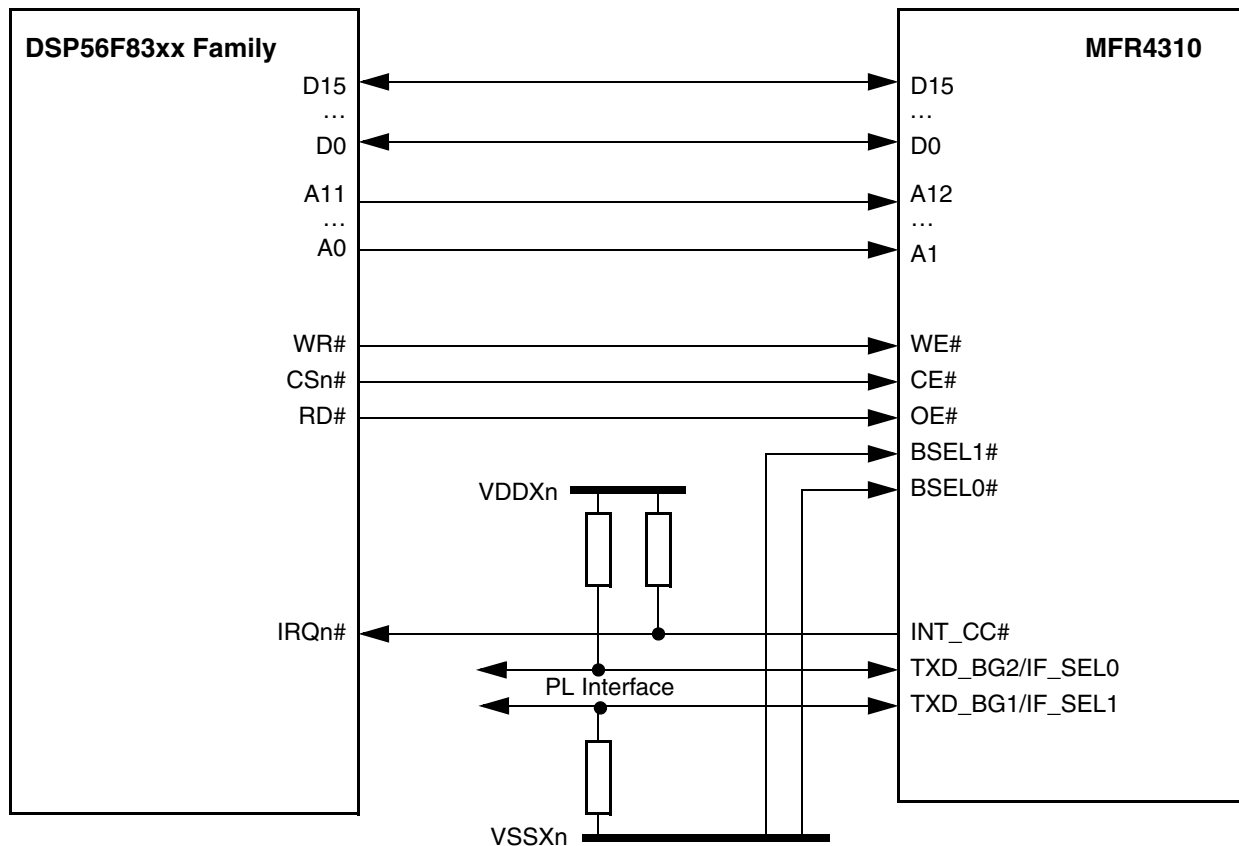 DSP56F83xx Family
MFR4310
D15
D15
...
...
D0
D0
A11
A12
...
...
A0
A1
WR#
WE#
CSn#
CE#
RD#
OE#
BSEL1#
VDDXn
BSEL0#
IRQn#
INT_CC#
TXD_BG2/IF_SEL0
PL Interface
TXD_BG1/IF_SEL1
VSSXn